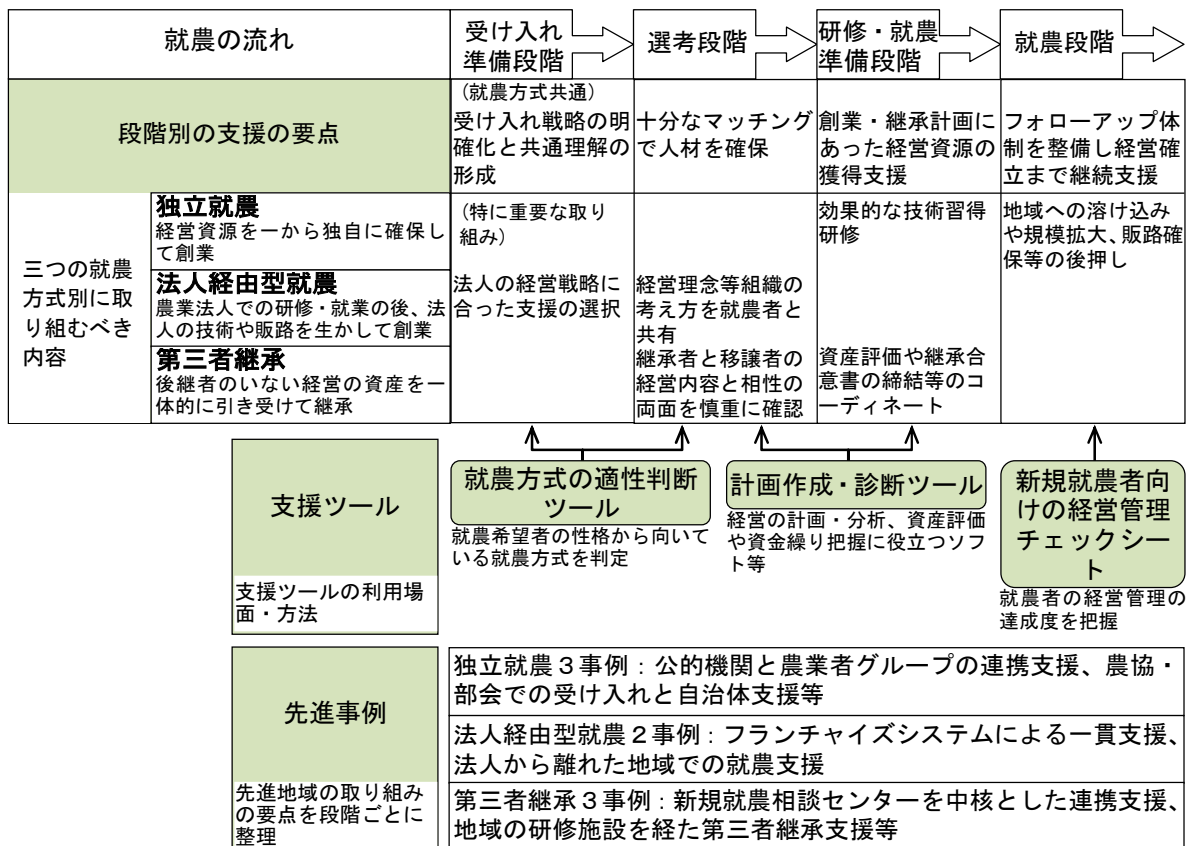 就農の流れ
受け入れ
準備段階
選考段階
研修・就農
準備段階
就農段階
段階別の支援の要点
(就農方式共通)
受け入れ戦略の明
確化と共通理解の
形成
十分なマッチング
で人材を確保
創業・継承計画に
あった経営資源の
獲得支援
フォローアップ体
制を整備し経営確
立まで継続支援
三つの就農
方式別に取
り組むべき
内容
独立就農
経営資源を一から独自に確保し
て創業
(特に重要な取り
組み)
効果的な技術習得
研修
地域への溶け込み
や規模拡大、販路確
保等の後押し
法人経由型就農
農業法人での研修・就業の後、法
人の技術や販路を生かして創業
法人の経営戦略に
合った支援の選択
経営理念等組織の
考え方を就農者と
共有
第三者継承
後継者のいない経営の資産を一
体的に引き受けて継承
継承者と移譲者の
経営内容と相性の
両面を慎重に確認
資産評価や継承合
意書の締結等のコ
ーディネート
支援ツール
支援ツールの利用場
面・方法
就農方式の適性判断
ツール
就農希望者の性格から向いて
いる就農方式を判定
計画作成・診断ツール
経営の計画・分析、資産評価
や資金繰り把握に役立つソフ
ト等
新規就農者向
けの経営管理
チェックシー
ト
就農者の経営管理の
達成度を把握
先進事例
先進地域の取り組み
の要点を段階ごとに
整理
独立就農３事例：公的機関と農業者グループの連携支援、農協・
部会での受け入れと自治体支援等
法人経由型就農２事例：フランチャイズシステムによる一貫支援、
法人から離れた地域での就農支援
第三者継承３事例：新規就農相談センターを中核とした連携支援、
地域の研修施設を経た第三者継承支援等